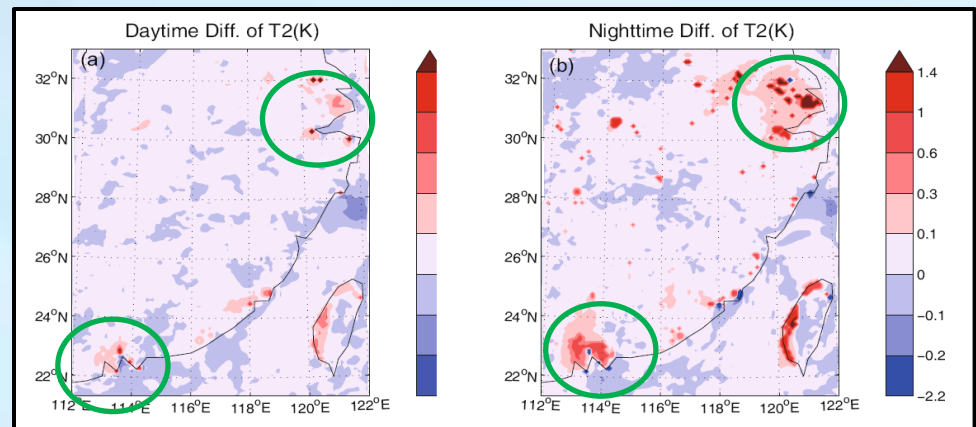 Daytime Diff. of T2(K)
(a)
32°N
30°N
28°N
26°N
24°N
22°N
112°E 114°E 116°E 118°E 120°E 122°E
Nighttime Diff. of T2(K)
(b)
32°N
30°N
28°N
26°N
24°N
22°N
112°E 114°E 116°E 118°E 120°E 122°E
1.4
1
0.6
0.3
0.1
0
−0.1
−0.2
−2.2